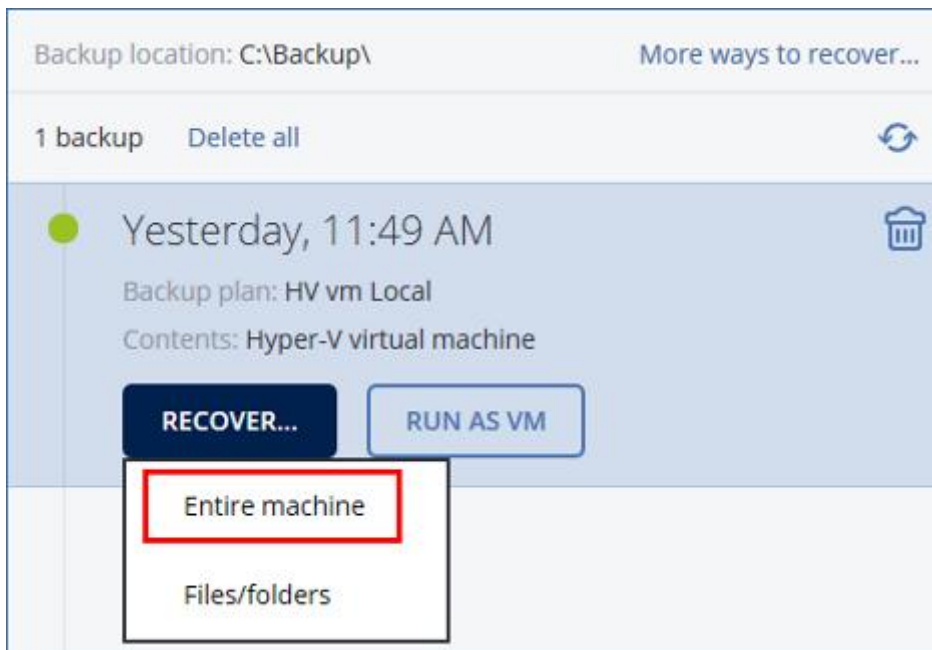 Backup location: C:\Backup\ More ways to recover...
1 backup Delete all
Yesterday, 11:49 AM
Backup plan: HV vm Local
Contents: Hyper-V virtual machine
RECOVER... RUN AS VM
Entire machine
Files/folders